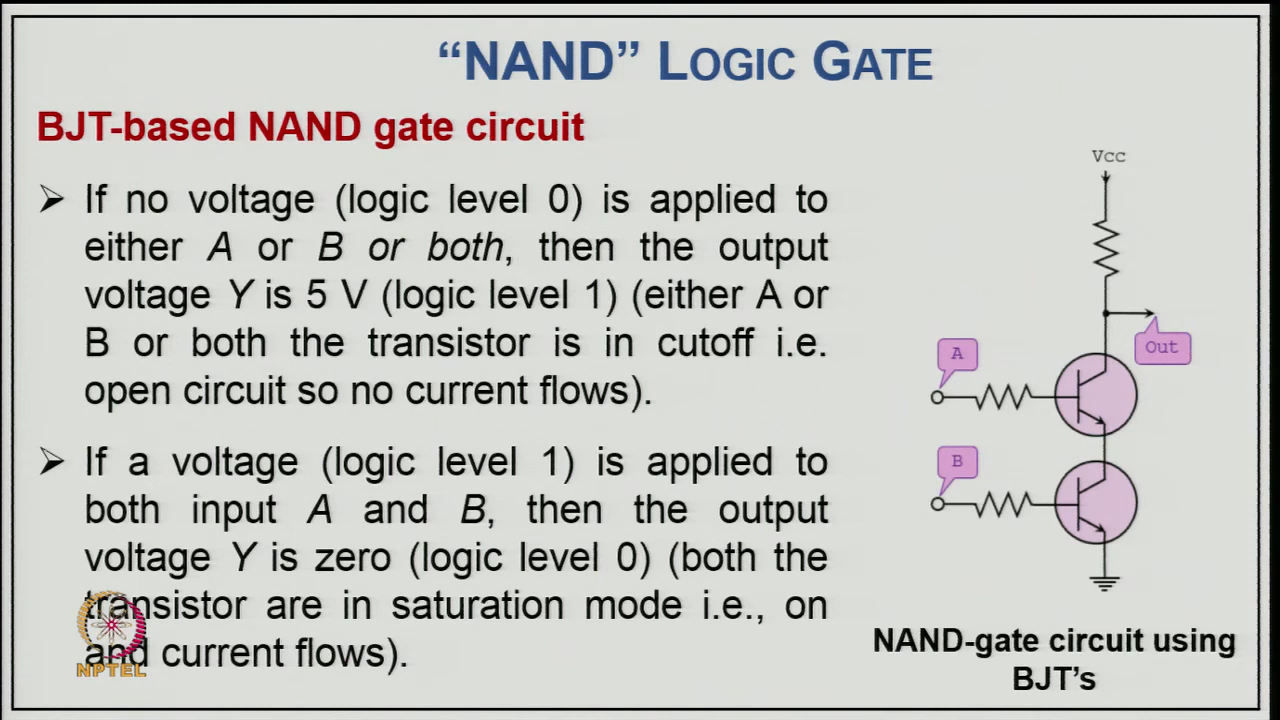 “NAND” LOGIC GATE
BJT-based NAND gate circuit
➤ If no voltage (logic level 0) is applied to
either A or B or both, then the output
voltage Y is 5 V (logic level 1) (either A or
B or both the transistor is in cutoff i.e.
open circuit so no current flows).
➤ If a voltage (logic level 1) is applied to
both input A and B, then the output
voltage Y is zero (logic level 0) (both the
transistor are in saturation mode i.e., on
and current flows).
NPTEL
Vcc
Out
A
B
NAND-gate circuit using
BJT’s